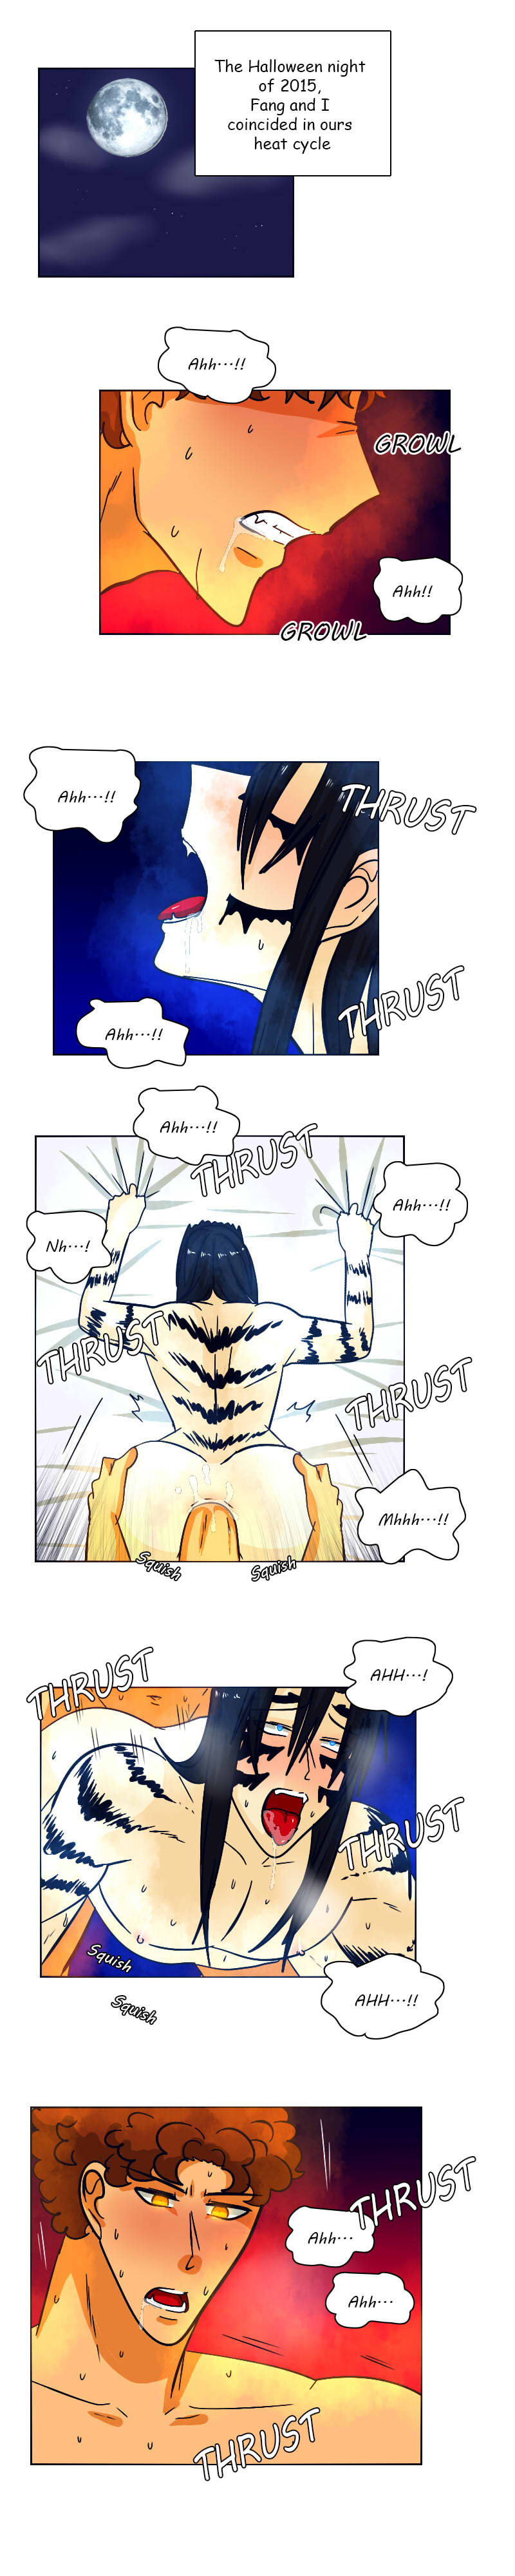 The Halloween night
of 2015,
Fang and I
coincided in ours
heat cycle
Ahh...!!
GROWL
Ahh!!
GROWL
Ahh...!!
THRUST
THRUST
Ahh...!!
Ahh...!!
THRUST
Ahh...!!
Nh...!
THRUST
THRUST
Mhhh...!!
Squish
Squish
AHH...!
THRUST
THRUST
Squish
AHH...!!
Squish
THRUST
Ahh...
Ahh...
THRUST